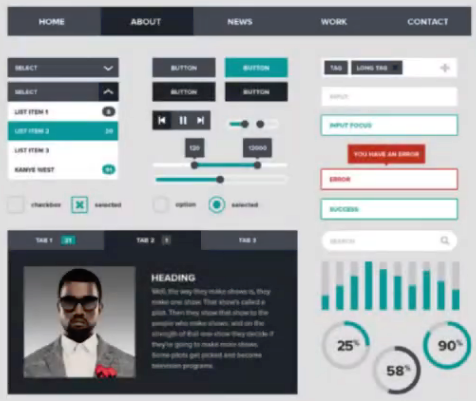 HOME ABOUT NEWS WORK CONTACT
SELECT
SELECT
LIST ITEM 1
LIST ITEM 2 20
LIST ITEM 3
KANYE WEST
checkbox selected
BUTTON BUTTON
BUTTON BUTTON
120 12000
option selected
TAG LONG TAG
INPUT
INPUT FOCUS
YOU HAVE AN ERROR
ERROR
SUCCESS
SEARCH
TAB 1 21 TAB 2 1 TAB 3
HEADING
Well, the way they make shows is, they
make one show. That show's called a
pilot. Then they show that show to the
people who make shows, and on the
strength of that one show they decide if
they're going to make more shows.
Some pilots get picked and become
television programs.
25%
58%
90%